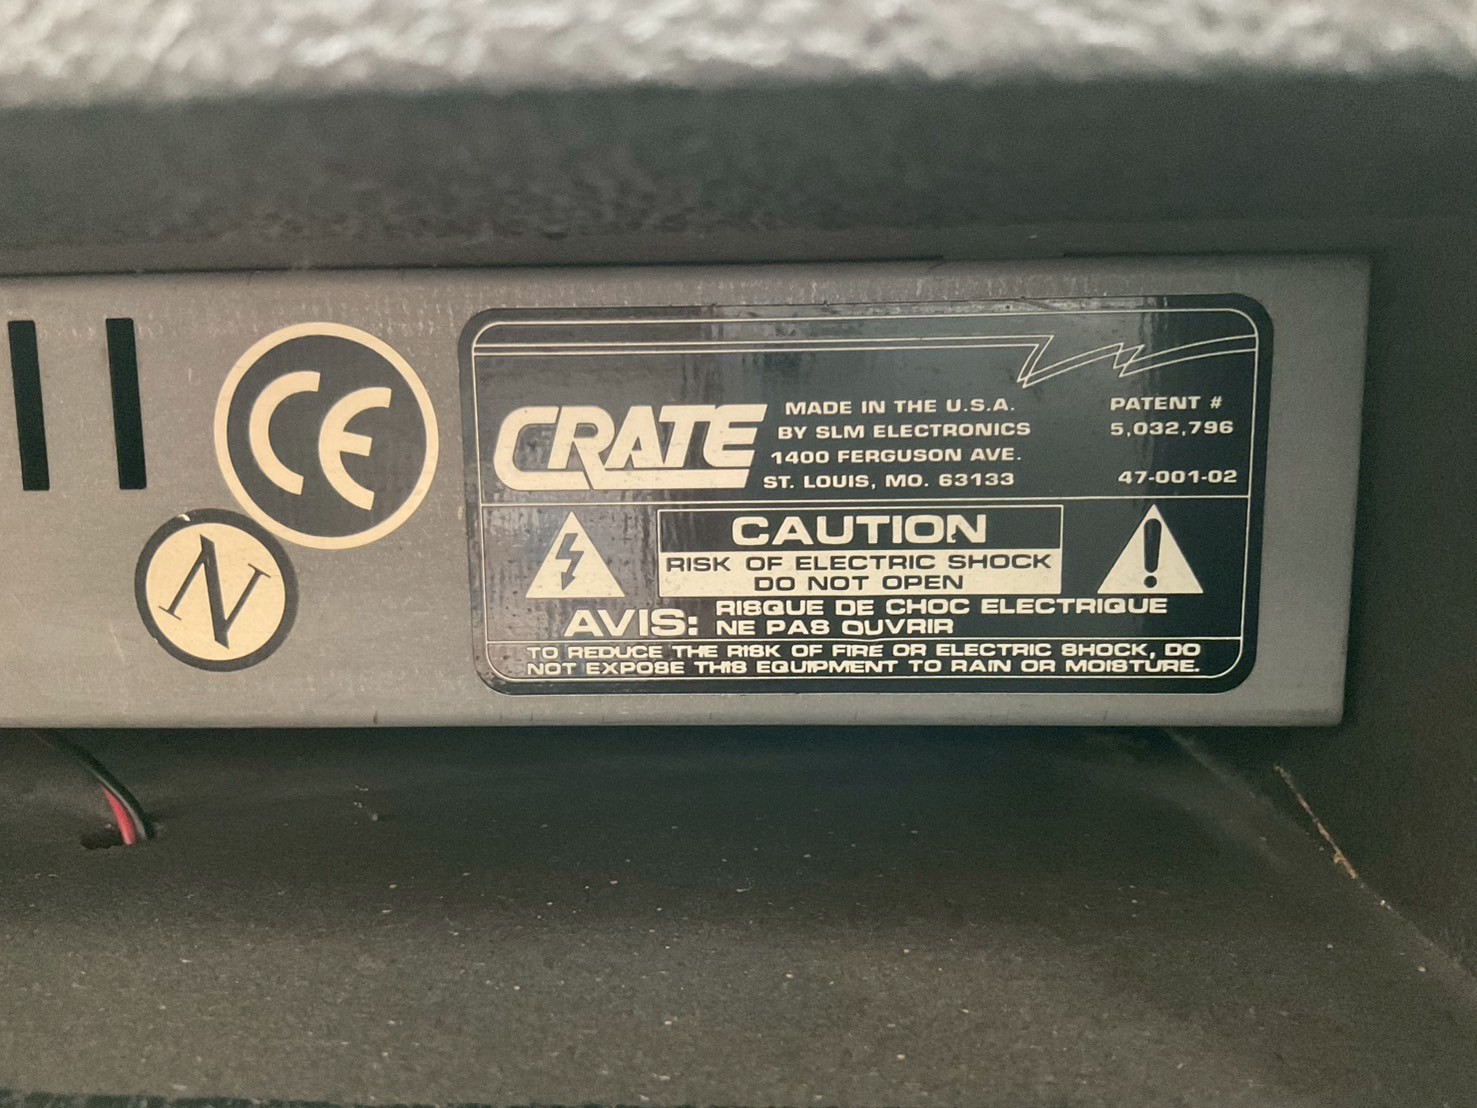 CE
N
CRATE
MADE IN THE U.S.A.
BY SLM ELECTRONICS
1400 FERGUSON AVE.
ST. LOUIS, MO. 63133
PATENT #
5,032,796
47-001-02
CAUTION
RISK OF ELECTRIC SHOCK
DO NOT OPEN
AVIS: RISQUE DE CHOC ELECTRIQUE
NE PAS OUVRIR
TO REDUCE THE RISK OF FIRE OR ELECTRIC SHOCK, DO
NOT EXPOSE THIS EQUIPMENT TO RAIN OR MOISTURE.